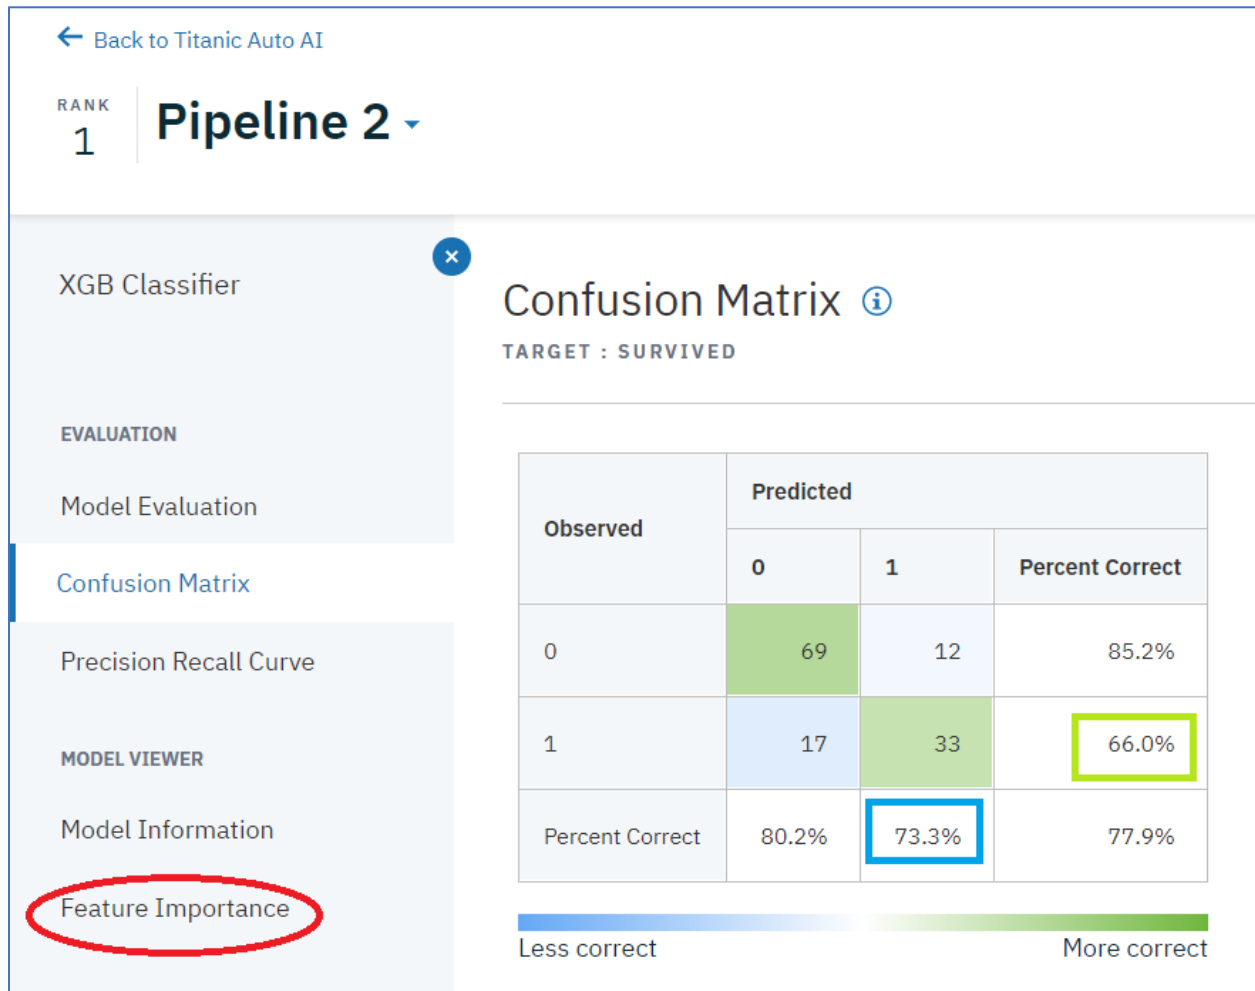 Back to Titanic Auto AI
RANK
1
Pipeline 2
XGB Classifier
EVALUATION
Model Evaluation
Confusion Matrix
Precision Recall Curve
MODEL VIEWER
Model Information
Feature Importance
Confusion Matrix
TARGET : SURVIVED
Observed
Predicted
0 1 Percent Correct
0 69 12 85.2%
1 17 33 66.0%
Percent Correct 80.2% 73.3% 77.9%
Less correct More correct